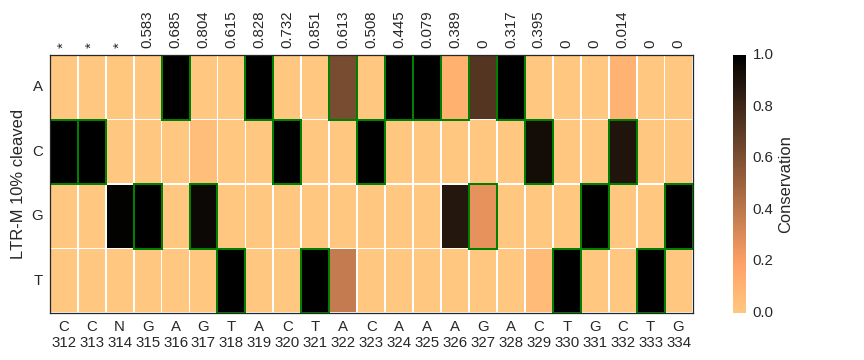 * * * 0.583 0.685 0.804 0.615 0.828 0.732 0.851 0.613 0.508 0.445 0.079 0.389 0 0.317 0.395 0 0 0.014 0 0
LTR-M 10% cleaved
A
C
G
T
C C N G A G T A C T A C A A A G A C T G C T G
312 313 314 315 316 317 318 319 320 321 322 323 324 325 326 327 328 329 330 331 332 333 334
1.0
0.8
0.6
0.4
0.2
0.0
Conservation